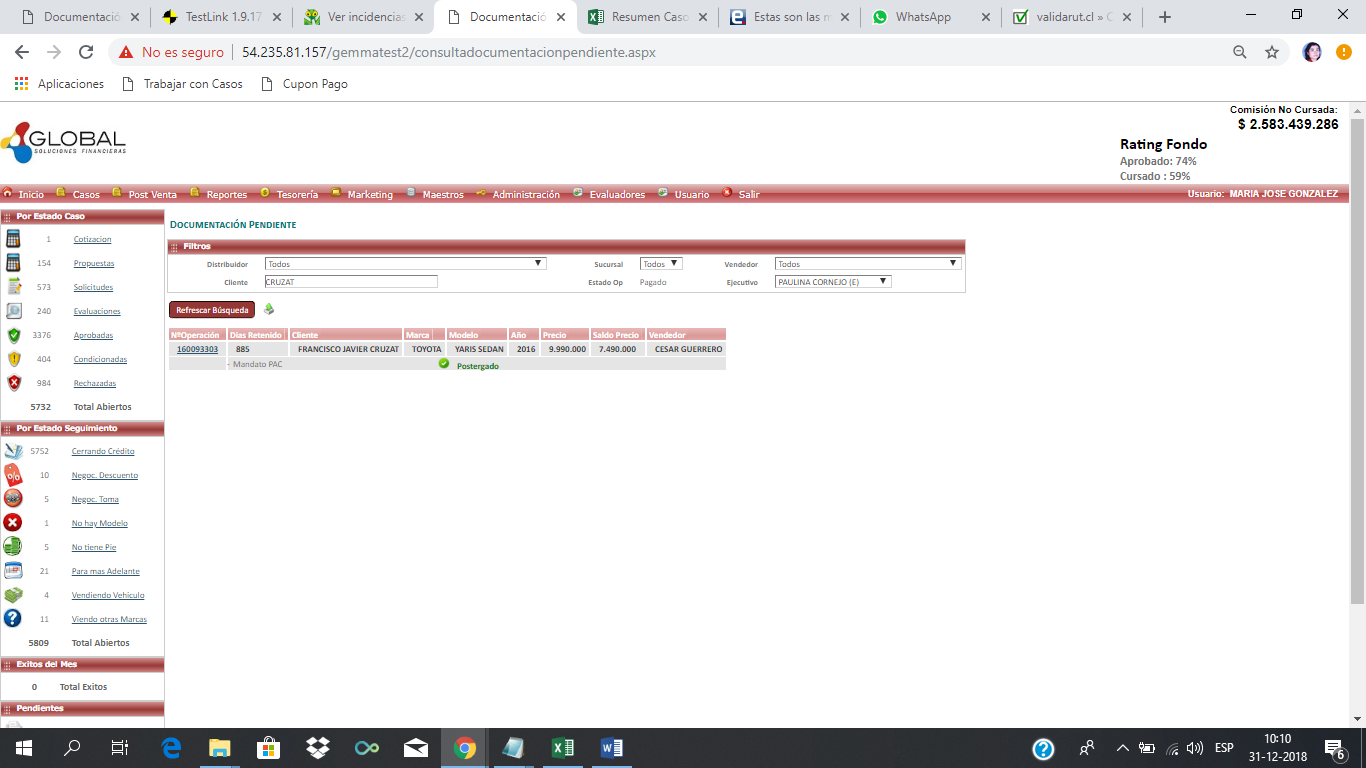 Documentació
TestLink 1.9.17
Ver incidencias
Documentació
Resumen Caso
Estas son las m
WhatsApp
validarut.cl » C
No es seguro | 54.235.81.157/gemmatest2/consultadocumentacionpendiente.aspx
Aplicaciones Trabajar con Casos Cupon Pago
Comisión No Cursada:
$ 2.583.439.286
GLOBAL
SOLUCIONES FINANCIERAS
Rating Fondo
Aprobado: 74%
Cursado : 59%
Inicio Casos Post Venta Reportes Tesorería Marketing Maestros Administración Evaluadores Usuario Salir Usuario: MARIA JOSE GONZALEZ
Por Estado Caso
1 Cotizacion
154 Propuestas
573 Solicitudes
240 Evaluaciones
3376 Aprobadas
404 Condicionadas
984 Rechazadas
5732 Total Abiertos
Por Estado Seguimiento
5752 Cerrando Crédito
10 Negoc. Descuento
5 Negoc. Toma
1 No hay Modelo
5 No tiene Pie
21 Para mas Adelante
4 Vendiendo Vehículo
11 Viendo otras Marcas
5809 Total Abiertos
Exitos del Mes
0 Total Exitos
Pendientes
DOCUMENTACIÓN PENDIENTE
Filtros
Distribuidor Todos Sucursal Todos Vendedor Todos
Cliente CRUZAT Estado Op Pagado Ejecutivo PAULINA CORNEJO (E)
Refrescar Búsqueda
NºOperación Días Retenido Cliente Marca Modelo Año Precio Saldo Precio Vendedor
160093303 885 FRANCISCO JAVIER CRUZAT TOYOTA YARIS SEDAN 2016 9.990.000 7.490.000 CESAR GUERRERO
- Mandato PAC Postergado
ESP
10:10
31-12-2018
6